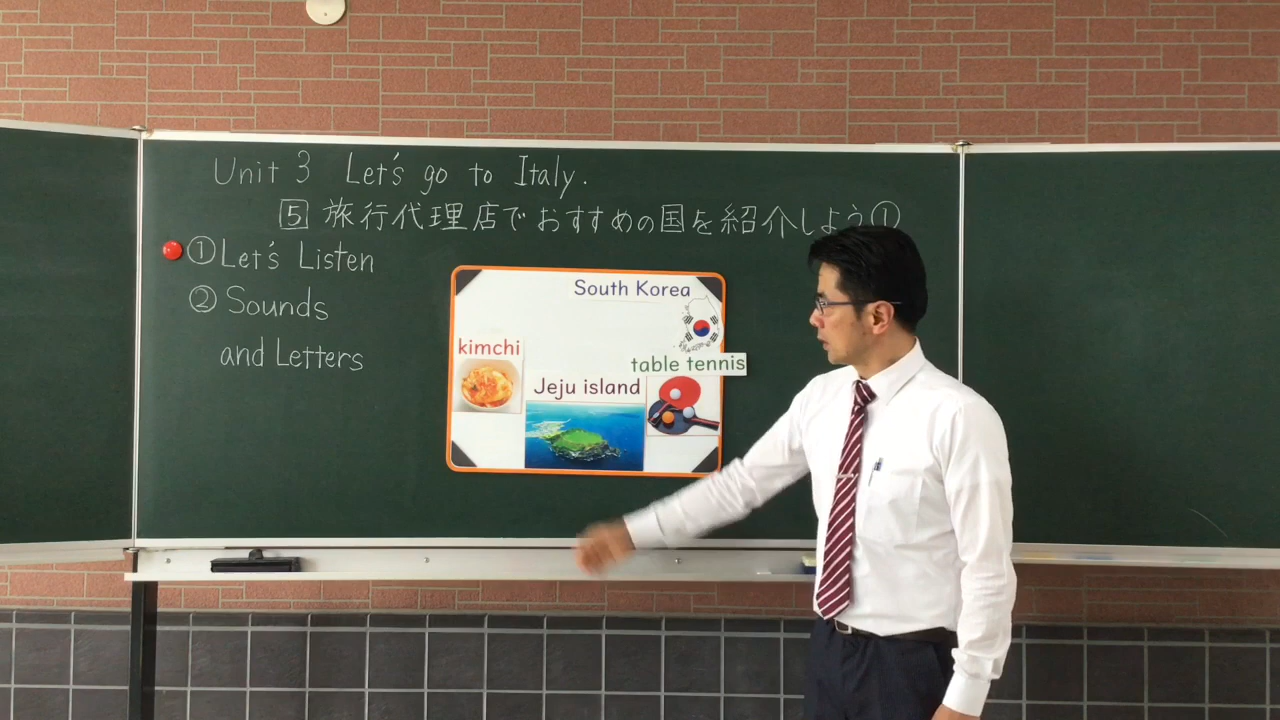 Unit 3 Let's go to Italy.
5 旅行代理店でおすすめの国を紹介しよう①
①Let's Listen
② Sounds
and Letters
South Korea
kimchi
table tennis
Jeju island